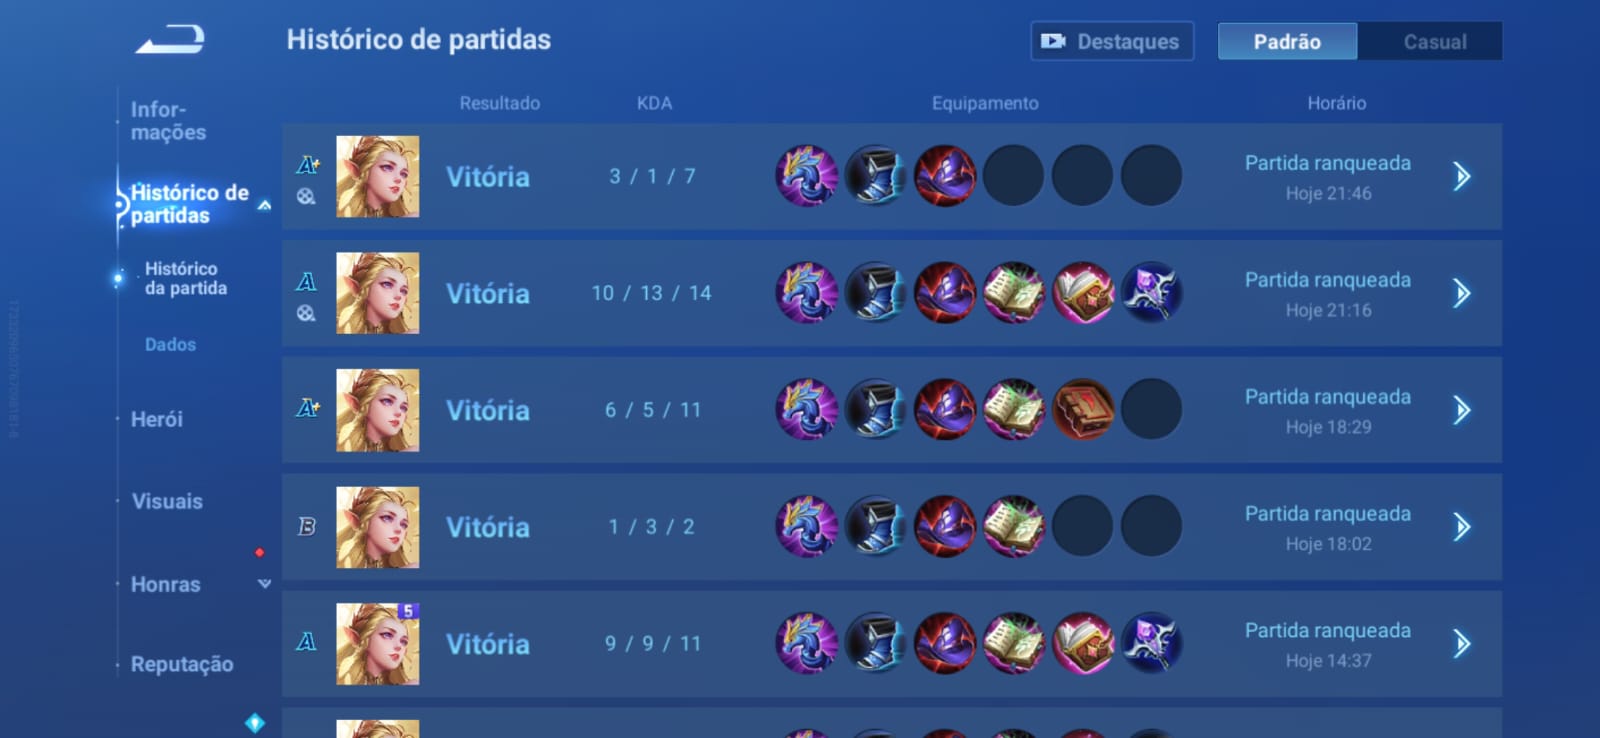 Histórico de partidas
Destaques
Padrão
Casual
Resultado
KDA
Equipamento
Horário
Infor-
mações
Histórico de
partidas
Histórico
da partida
Dados
Herói
Visuais
Honras
Reputação
A+
Vitória
3 / 1 / 7
Partida ranqueada
Hoje 21:46
A
Vitória
10 / 13 / 14
Partida ranqueada
Hoje 21:16
A+
Vitória
6 / 5 / 11
Partida ranqueada
Hoje 18:29
B
Vitória
1 / 3 / 2
Partida ranqueada
Hoje 18:02
A
5
Vitória
9 / 9 / 11
Partida ranqueada
Hoje 14:37